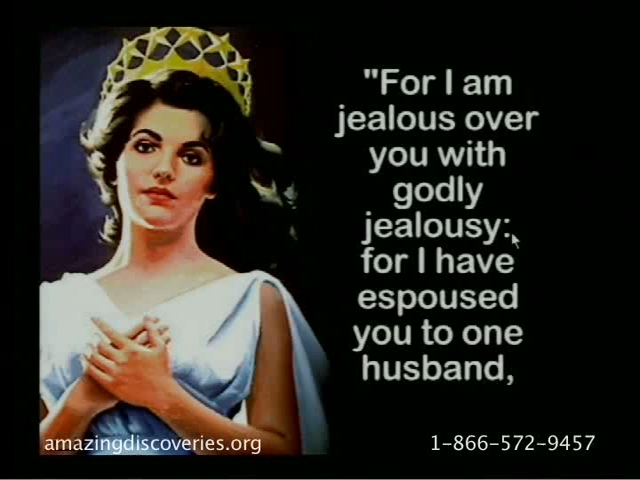 "For I am
jealous over
you with
godly
jealousy:
for I have
espoused
you to one
husband,
amazingdiscoveries.org
1-866-572-9457